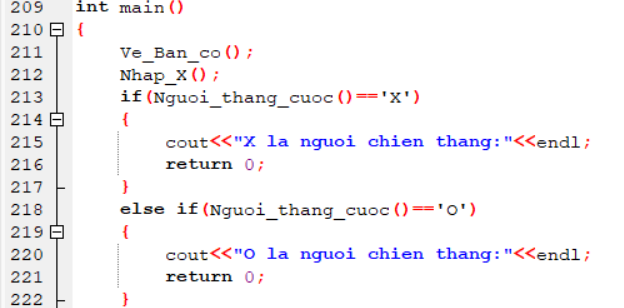 209 int main()
210 {
211 Ve_Ban_co();
212 Nhap_X();
213 if(Nguoi_thang_cuoc()=='X')
214 {
215 cout<<"X la nguoi chien thang:"<<endl;
216 return 0;
217 }
218 else if(Nguoi_thang_cuoc()=='O')
219 {
220 cout<<"O la nguoi chien thang:"<<endl;
221 return 0;
222 }